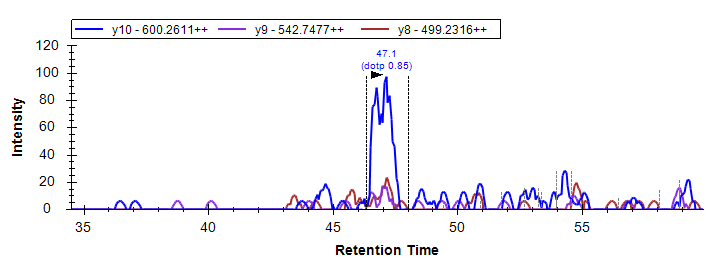 y10 - 600.2611++ y9 - 542.7477++ y8 - 499.2316++
120
100
80
60
40
20
0
Intensity
47.1
(dotp 0.85)
35 40 45 50 55
Retention Time